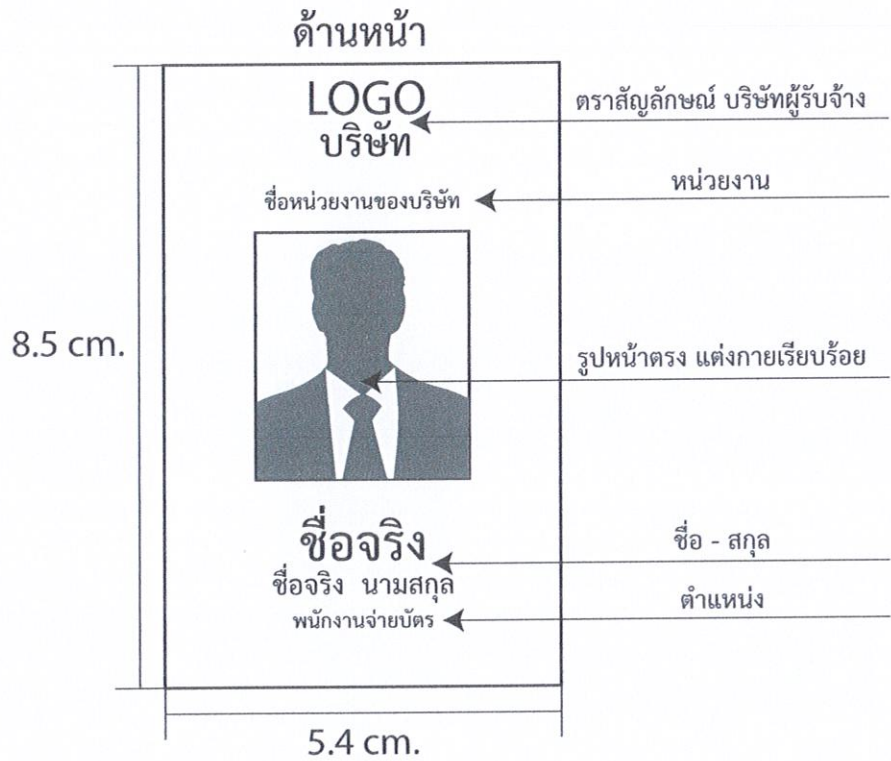 ด้านหน้า
LOGO
บริษัท
ตราสัญลักษณ์ บริษัทผู้รับจ้าง
หน่วยงาน
ชื่อหน่วยงานของบริษัท
8.5 cm.
รูปหน้าตรง แต่งกายเรียบร้อย
ชื่อจริง
ชื่อ - สกุล
ชื่อจริง นามสกุล
ตำแหน่ง
พนักงานจ่ายบัตร
5.4 cm.